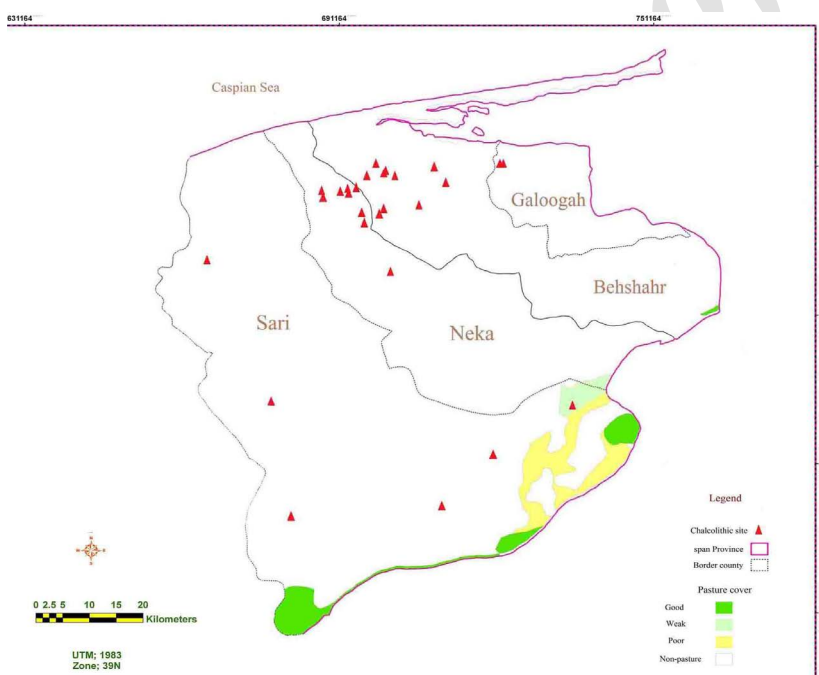 631164 691164 751164
Caspian Sea
Galoogah
Behshahr
Sari
Neka
Legend
Chalcolithic site
span Province
Border county
Pasture cover
Good
Weak
Poor
Non-pasture
0 2.5 5 10 15 20
Kilometers
UTM; 1983
Zone; 39N